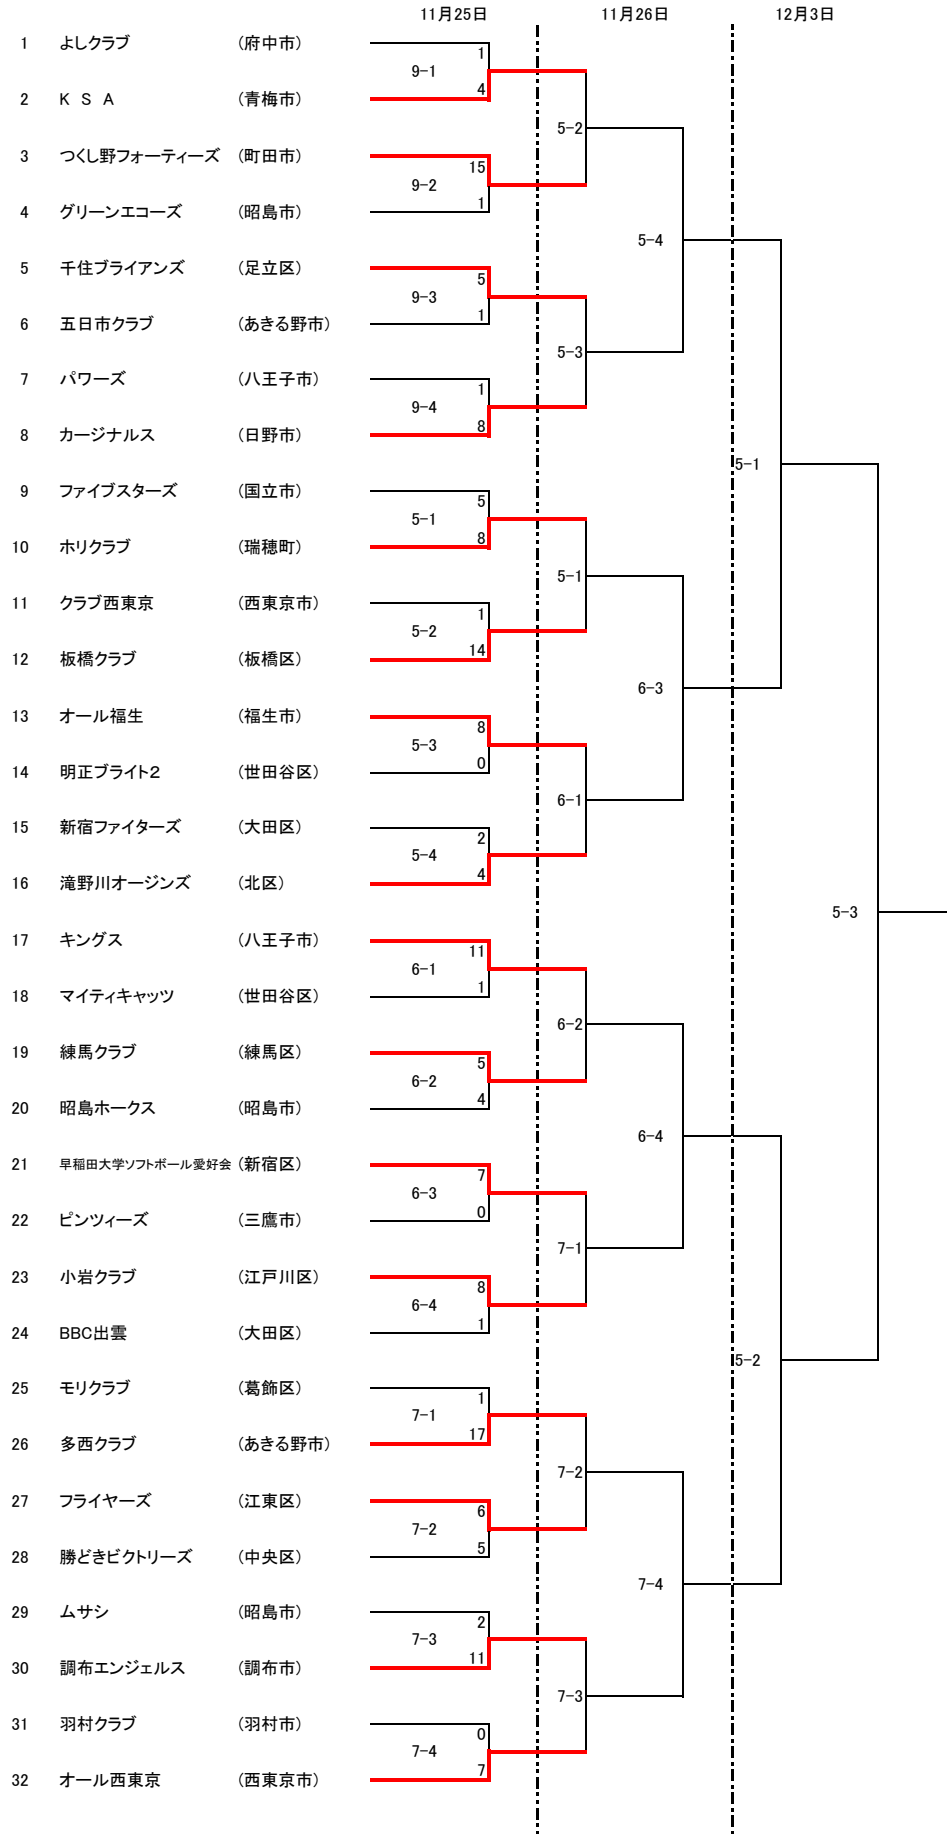 11月25日 11月26日 12月3日
1 よしクラブ (府中市) 1
9-1
2 K S A (青梅市) 4
5-2
3 つくし野フォーティーズ (町田市) 15
9-2
4 グリーンエコーズ (昭島市) 1
5-4
5 千住ブライアンズ (足立区) 5
9-3
6 五日市クラブ (あきる野市) 1
5-3
7 パワーズ (八王子市) 1
9-4
8 カージナルス (日野市) 8
5-1
9 ファイブスターズ (国立市) 5
5-1
10 ホリクラブ (瑞穂町) 8
5-1
11 クラブ西東京 (西東京市) 1
5-2
12 板橋クラブ (板橋区) 14
6-3
13 オール福生 (福生市) 8
5-3
14 明正ブライト2 (世田谷区) 0
6-1
15 新宿ファイターズ (大田区) 2
5-4
16 滝野川オージンズ (北区) 4
5-3
17 キングス (八王子市) 11
6-1
18 マイティキャッツ (世田谷区) 1
6-2
19 練馬クラブ (練馬区) 5
6-2
20 昭島ホークス (昭島市) 4
6-4
21 早稲田大学ソフトボール愛好会 (新宿区) 7
6-3
22 ピンツィーズ (三鷹市) 0
7-1
23 小岩クラブ (江戸川区) 8
6-4
24 BBC出雲 (大田区) 1
5-2
25 モリクラブ (葛飾区) 1
7-1
26 多西クラブ (あきる野市) 17
7-2
27 フライヤーズ (江東区) 6
7-2
28 勝どきビクトリーズ (中央区) 5
7-4
29 ムサシ (昭島市) 2
7-3
30 調布エンジェルス (調布市) 11
7-3
31 羽村クラブ (羽村市) 0
7-4
32 オール西東京 (西東京市) 7